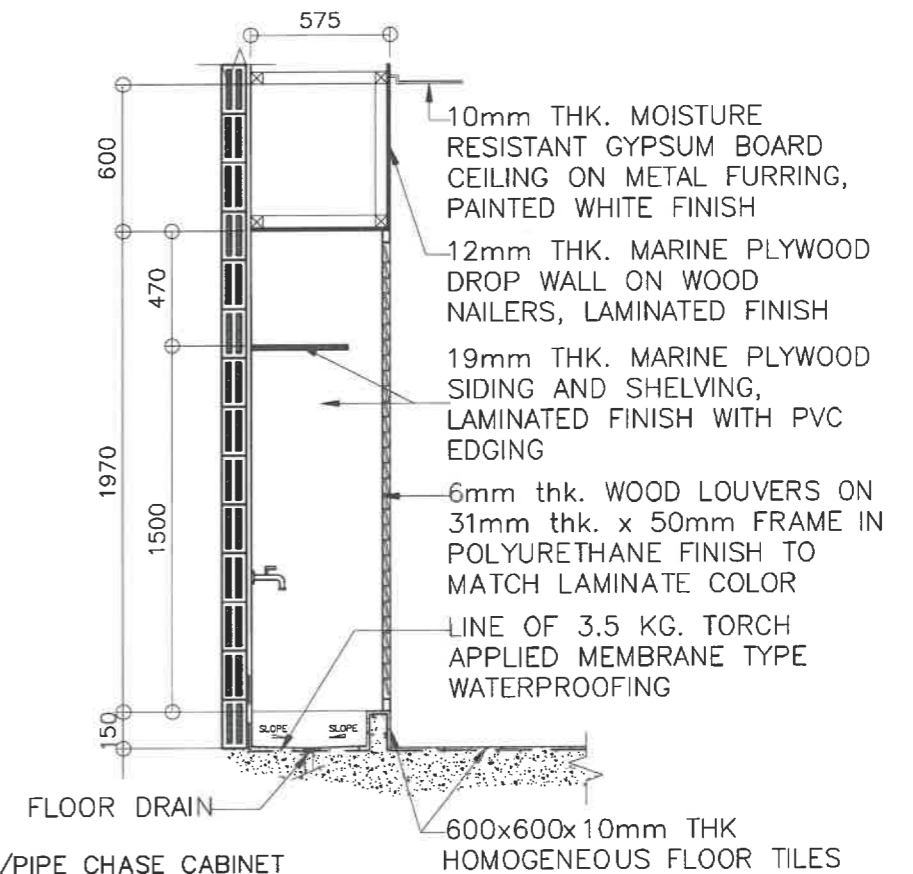 575
600
470
1970
1500
150
10mm THK. MOISTURE
RESISTANT GYPSUM BOARD
CEILING ON METAL FURRING,
PAINTED WHITE FINISH
12mm THK. MARINE PLYWOOD
DROP WALL ON WOOD
NAILERS, LAMINATED FINISH
19mm THK. MARINE PLYWOOD
SIDING AND SHELVING,
LAMINATED FINISH WITH PVC
EDGING
6mm thk. WOOD LOUVERS ON
31mm thk. x 50mm FRAME IN
POLYURETHANE FINISH TO
MATCH LAMINATE COLOR
LINE OF 3.5 KG. TORCH
APPLIED MEMBRANE TYPE
WATERPROOFING
SLOPE SLOPE
FLOOR DRAIN
600x600x10mm THK
HOMOGENEOUS FLOOR TILES
/PIPE CHASE CABINET